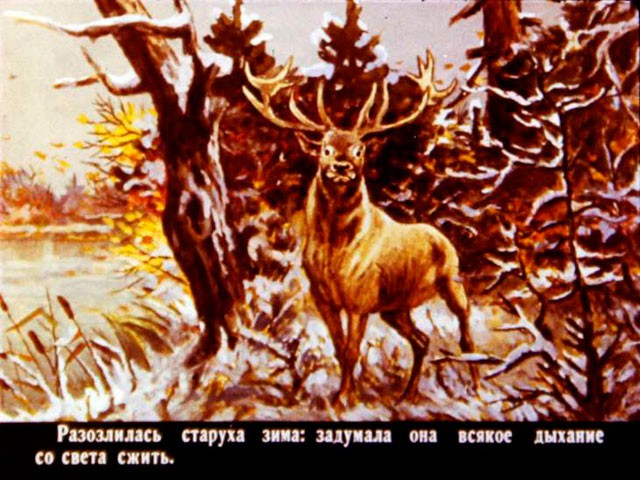 Разозлилась старуха зима: задумала она всякое дыхание
со света сжить.